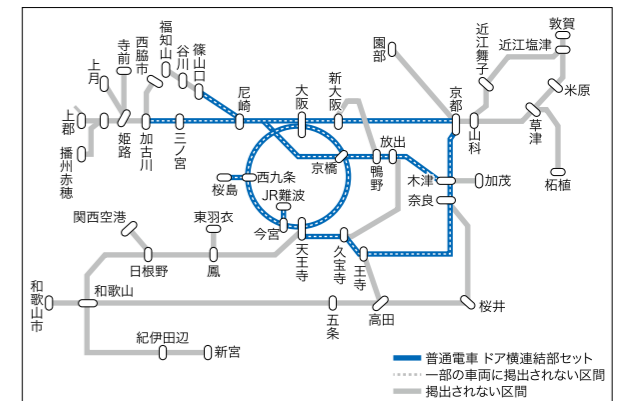 敦賀
近江塩津
近江舞子
福知山
谷川
篠山口
西脇市
寺前
上月
園部
新大阪
大阪
尼崎
京都
米原
山科
草津
上郡
播州赤穂
姫路
加古川
三ノ宮
京橋
鴨野
放出
木津
加茂
柘植
奈良
桜島
西九条
JR難波
今宮
天王寺
久宝寺
王寺
関西空港
東羽衣
日根野
鳳
和歌山市
和歌山
五条
高田
桜井
紀伊田辺
新宮
普通電車 ドア横連結部セット
一部の車両に掲出されない区間
掲出されない区間